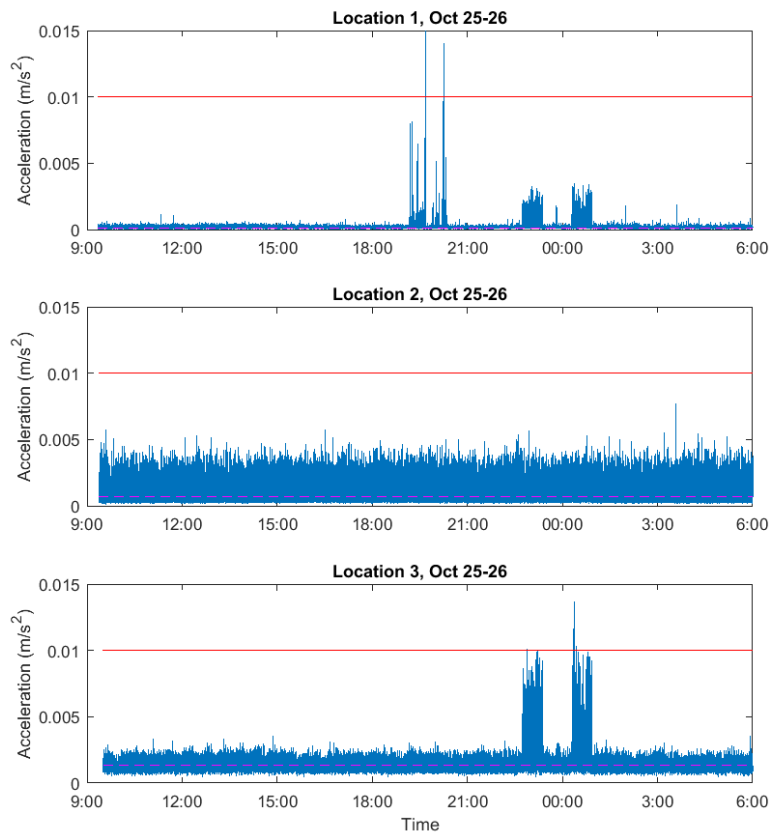 Location 1, Oct 25-26
Acceleration (m/s²)
0.015
0.01
0.005
0
9:00 12:00 15:00 18:00 21:00 00:00 3:00 6:00
Location 2, Oct 25-26
Acceleration (m/s²)
0.015
0.01
0.005
0
9:00 12:00 15:00 18:00 21:00 00:00 3:00 6:00
Location 3, Oct 25-26
Acceleration (m/s²)
0.015
0.01
0.005
0
9:00 12:00 15:00 18:00 21:00 00:00 3:00 6:00
Time